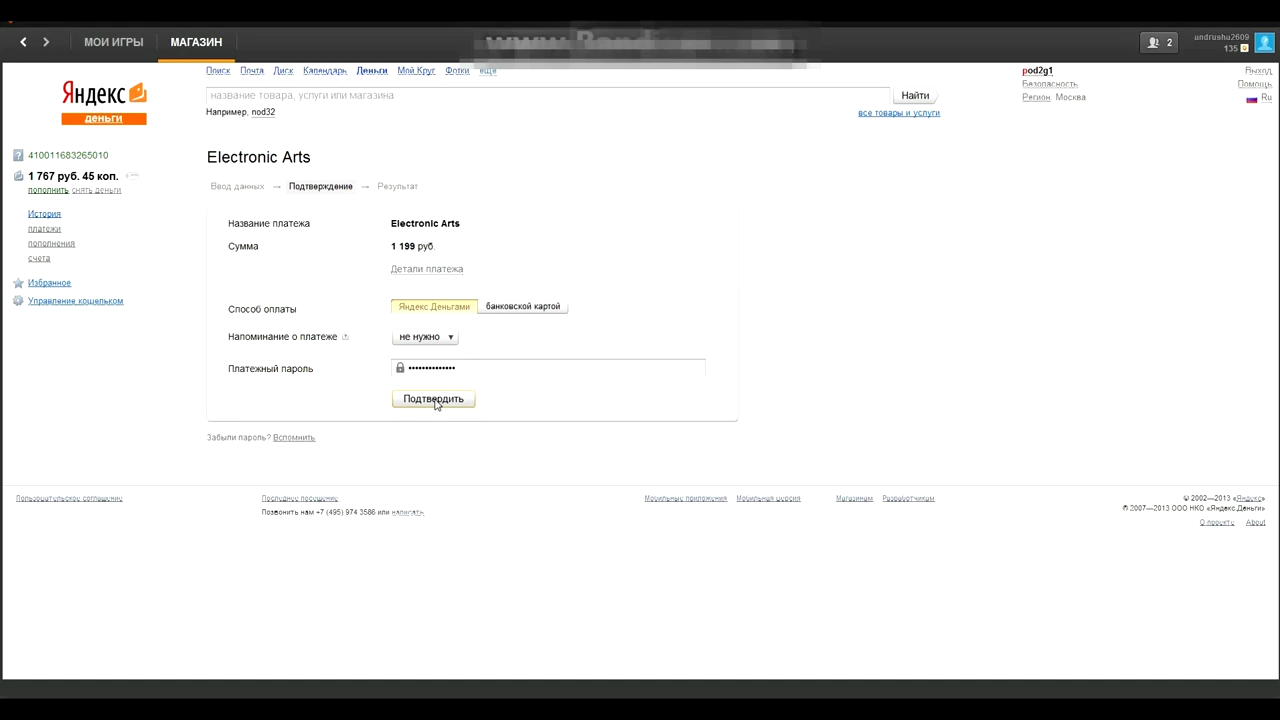 МОИ ИГРЫ
МАГАЗИН
2
undrushu2609
135
Поиск Почта Диск Календарь Деньги Мой Круг Фотки ещё
pod2g1
Выход
Яндекс
деньги
название товара, услуги или магазина
Найти
Безопасность
Помощь
Регион: Москва
Ru
Например, nod32
все товары и услуги
410011683265010
1 767 руб. 45 коп.
пополнить снять деньги
История
платежи
пополнения
счета
Избранное
Управление кошельком
Electronic Arts
Ввод данных → Подтверждение → Результат
Название платежа Electronic Arts
Сумма 1 199 руб.
Детали платежа
Способ оплаты Яндекс.Деньгами банковской картой
Напоминание о платеже не нужно
Платежный пароль ••••••••••••••
Подтвердить
Забыли пароль? Вспомнить
Пользовательское соглашение
Последнее посещение
Мобильные приложения
Мобильная версия
Магазинам
Разработчикам
© 2002—2013 «Яндекс»
Позвоните нам +7 (495) 974 3586 или написать
© 2007—2013 ООО НКО «Яндекс.Деньги»
О проекте About